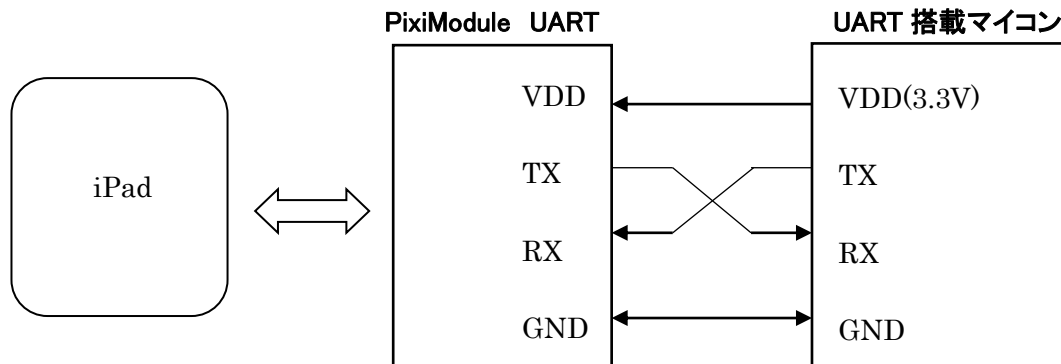 PixiModule UART
UART 搭載マイコン
iPad
VDD
TX
RX
GND
VDD(3.3V)
TX
RX
GND